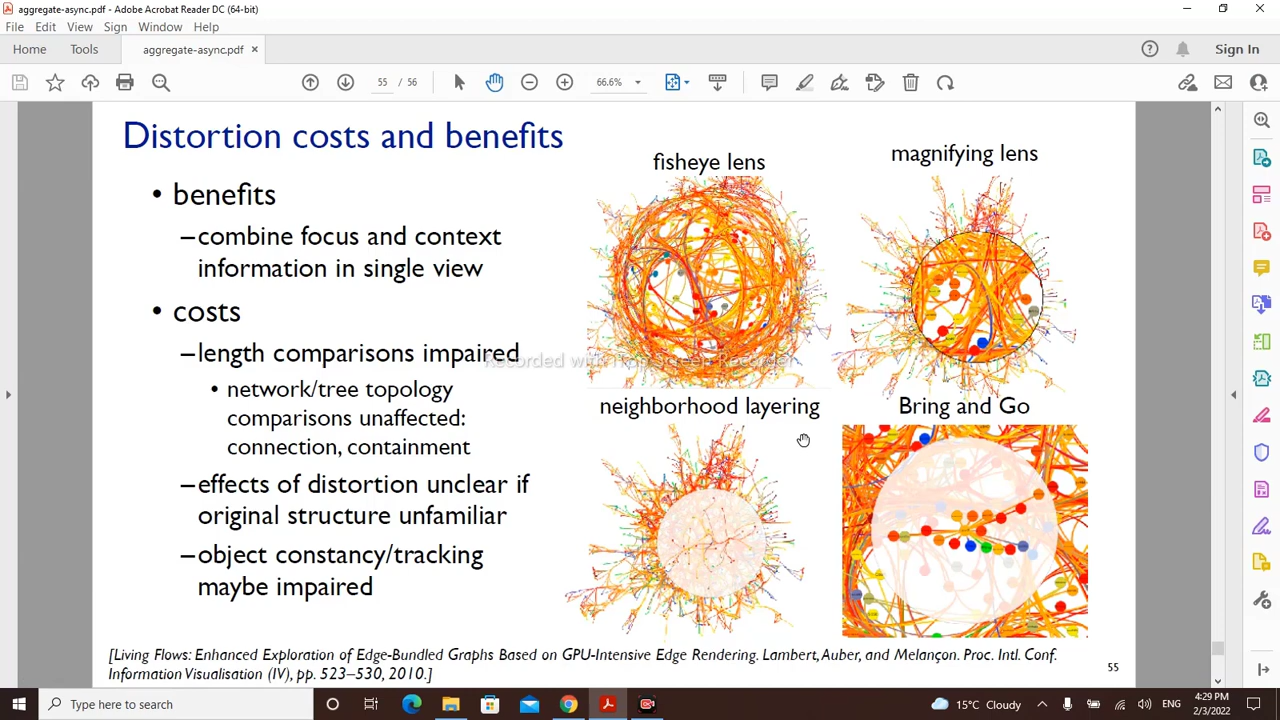 aggregate-async.pdf - Adobe Acrobat Reader DC (64-bit)
File Edit View Sign Window Help
Home Tools aggregate-async.pdf × Sign In
55 / 56 66.6%
Distortion costs and benefits
fisheye lens
magnifying lens
• benefits
–combine focus and context
information in single view
• costs
–length comparisons impaired
• network/tree topology
comparisons unaffected:
connection, containment
–effects of distortion unclear if
original structure unfamiliar
–object constancy/tracking
maybe impaired
neighborhood layering
Bring and Go
Recorded with iTop Screen Recorder
[Living Flows: Enhanced Exploration of Edge-Bundled Graphs Based on GPU-Intensive Edge Rendering. Lambert, Auber, and Melançon. Proc. Intl. Conf.
Information Visualisation (IV), pp. 523–530, 2010.]
55
Type here to search
15°C Cloudy
ENG
4:29 PM
2/3/2022